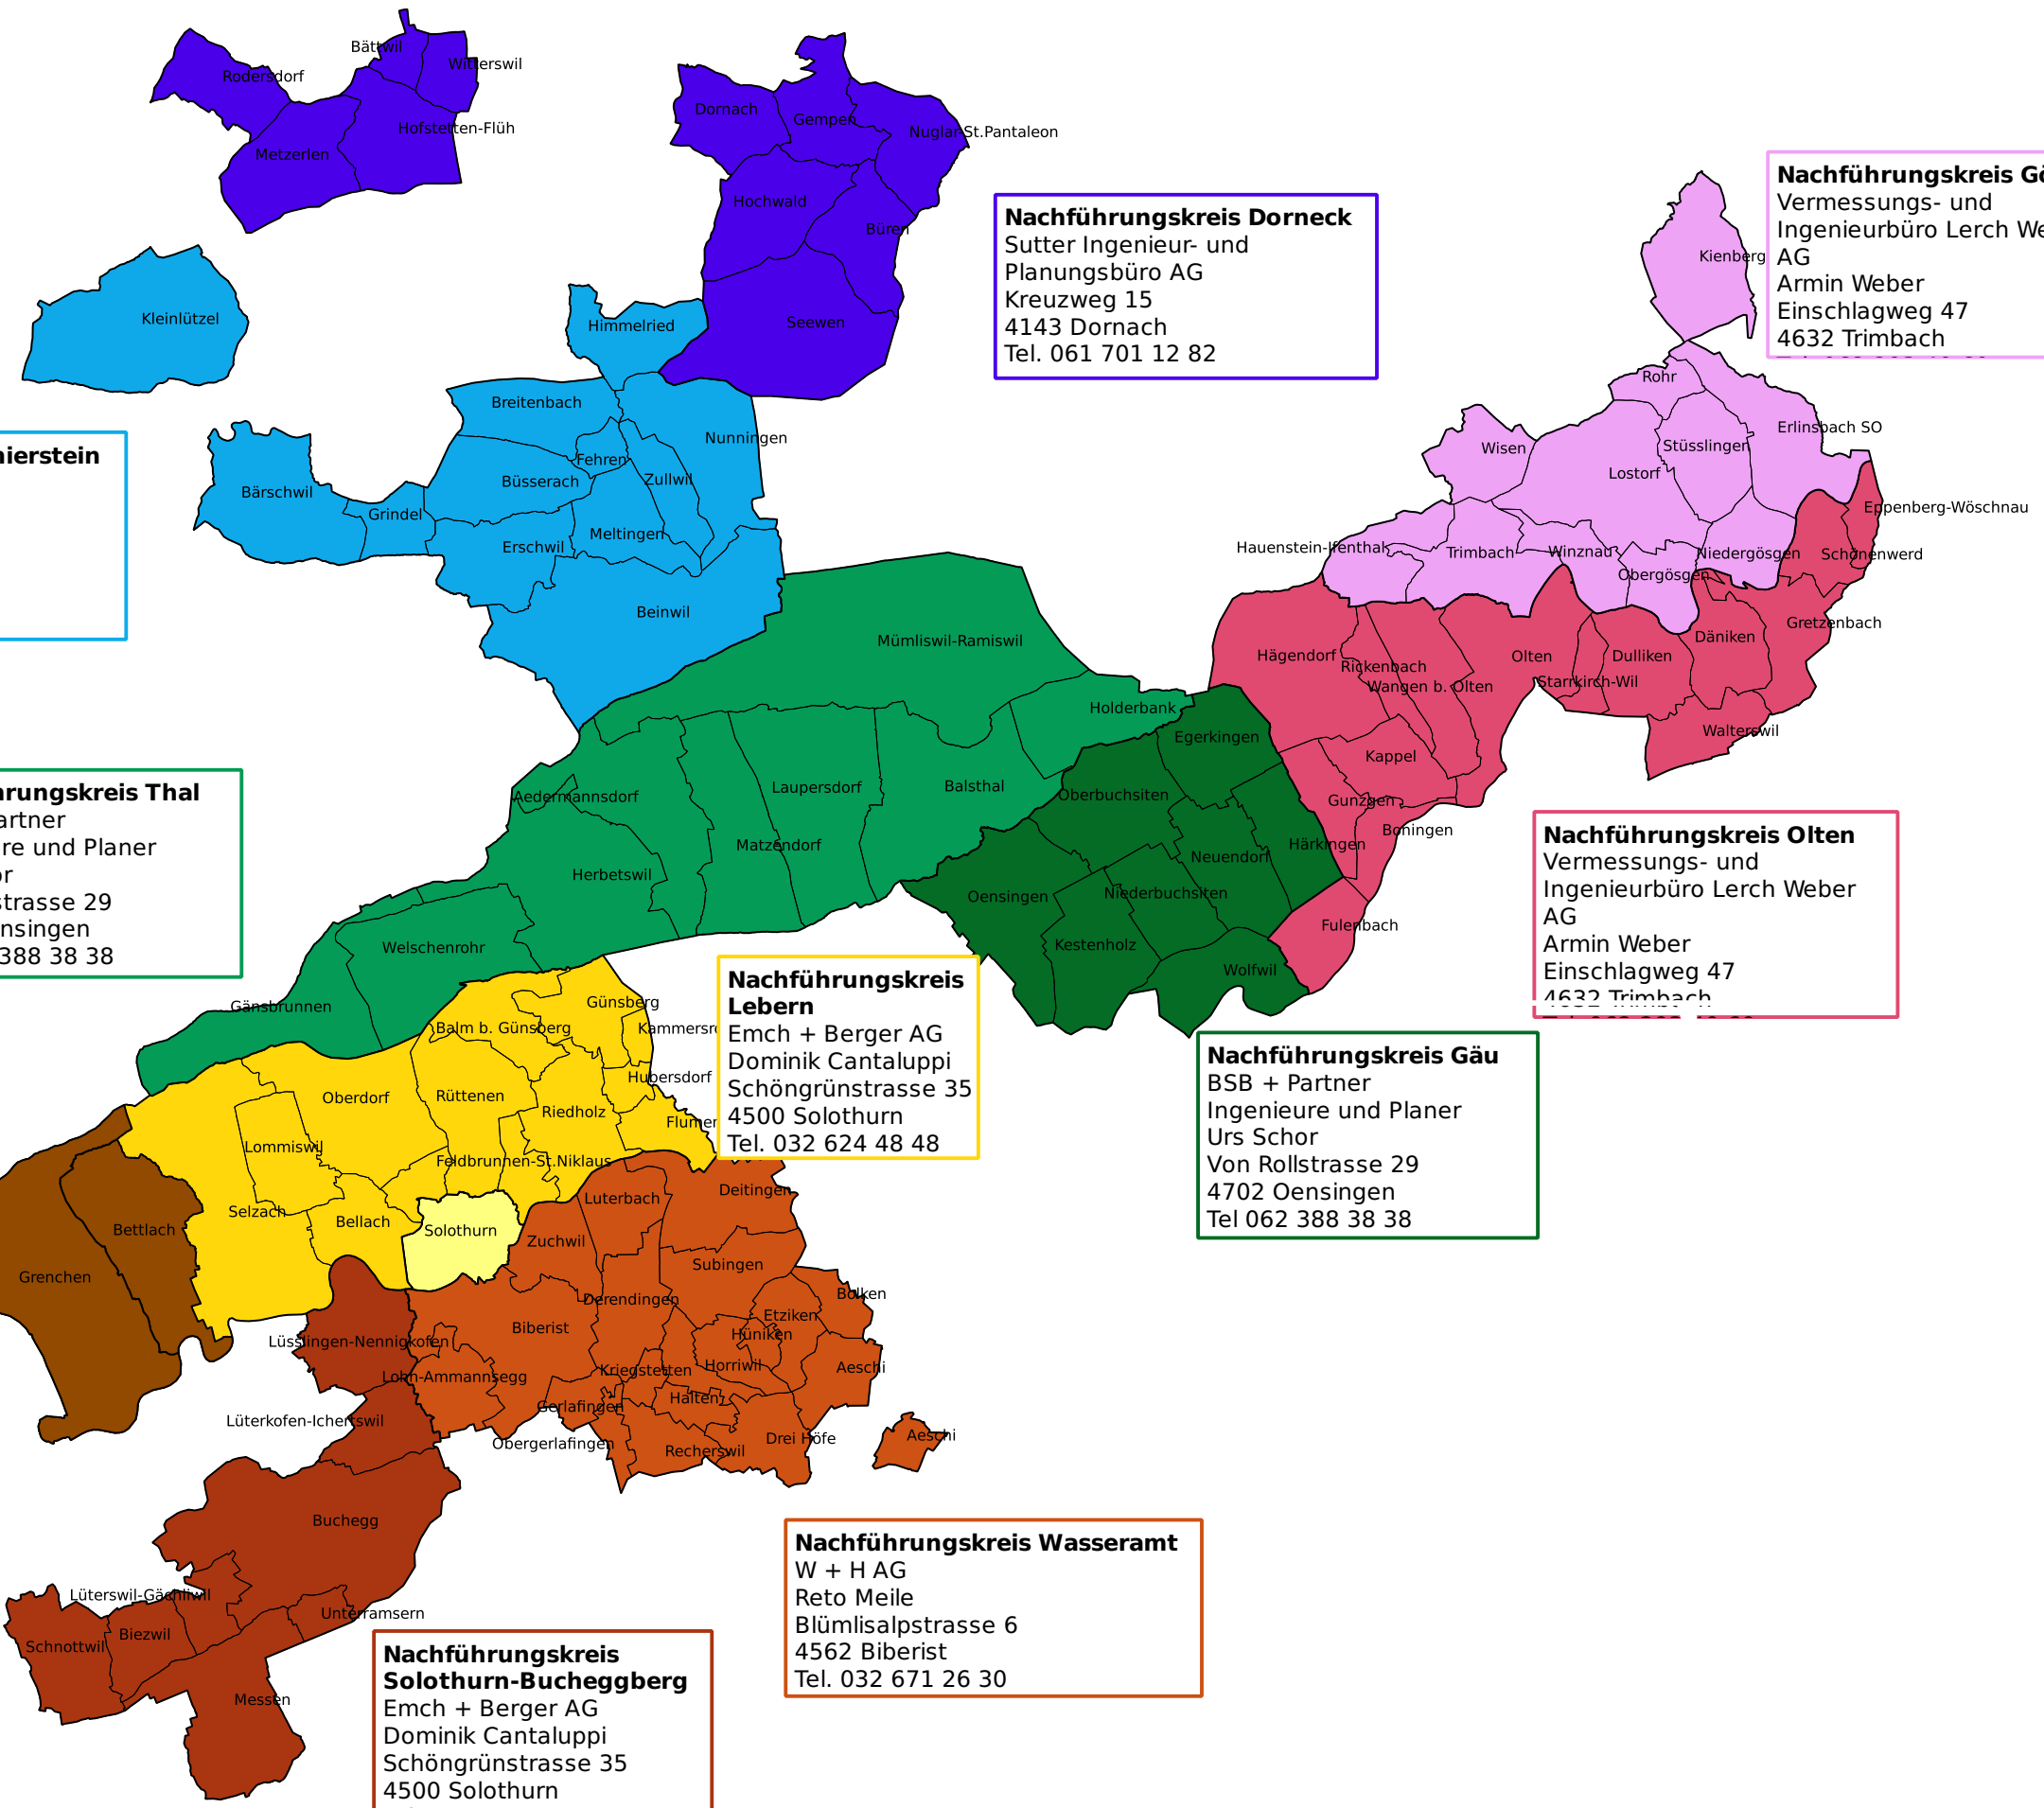 Bättwil
Witterswil
Rodersdorf
Hofstetten-Flüh
Metzerlen
Dornach
Gempen
Nuglar-St.Pantaleon
Hochwald
Büren
Seewen
Nachführungskreis Dorneck
Sutter Ingenieur- und
Planungsbüro AG
Kreuzweg 15
4143 Dornach
Tel. 061 701 12 82
Kienberg
Nachführungskreis Gö
Vermessungs- und
Ingenieurbüro Lerch We
AG
Armin Weber
Einschlagweg 47
4632 Trimbach
Kleinlützel
Himmelried
Breitenbach
Nunningen
Fehren
Büsserach
Zullwil
Bärschwil
Grindel
Meltingen
Erschwil
Beinwil
hierstein
Rohr
Erlinsbach SO
Wisen
Stüsslingen
Lostorf
Eppenberg-Wöschnau
Hauenstein-Ifenthal
Trimbach
Winznau
Niedergösgen
Schönenwerd
Obergösgen
Gretzenbach
Däniken
Hägendorf
Rickenbach
Olten
Dulliken
Wangen b. Olten
Starrkirch-Wil
Walterswil
Kappel
Gunzgen
Boningen
Fulenbach
Mümliswil-Ramiswil
Holderbank
Egerkingen
Aedermannsdorf
Laupersdorf
Balsthal
Oberbuchsiten
Matzendorf
Härkingen
Neuendorf
Herbetswil
Oensingen
Niederbuchsiten
Welschenrohr
Kestenholz
Wolfwil
Gänsbrunnen
hrungskreis Thal
artner
re und Planer
or
strasse 29
nsingen
388 38 38
Nachführungskreis Olten
Vermessungs- und
Ingenieurbüro Lerch Weber
AG
Armin Weber
Einschlagweg 47
4632 Trimbach
Nachführungskreis
Lebern
Emch + Berger AG
Dominik Cantaluppi
Schöngrünstrasse 35
4500 Solothurn
Tel. 032 624 48 48
Nachführungskreis Gäu
BSB + Partner
Ingenieure und Planer
Urs Schor
Von Rollstrasse 29
4702 Oensingen
Tel 062 388 38 38
Günsberg
Balm b. Günsberg
Kammersro
Hubersdorf
Oberdorf
Rüttenen
Riedholz
Flumen
Lommiswil
Feldbrunnen-St.Niklaus
Selzach
Bellach
Solothurn
Bettlach
Grenchen
Luterbach
Deitingen
Zuchwil
Subingen
Derendingen
Bolken
Etziken
Biberist
Hüniken
Lüsslingen-Nennigkofen
Horriwil
Aeschi
Kriegstetten
Lohn-Ammannsegg
Halten
Gerlafingen
Lüterkofen-Ichertswil
Obergerlafingen
Recherswil
Drei Höfe
Aeschi
Buchegg
Lüterswil-Gächliwil
Unterramsern
Biezwil
Schnottwil
Messen
Nachführungskreis Wasseramt
W + H AG
Reto Meile
Blümlisalpstrasse 6
4562 Biberist
Tel. 032 671 26 30
Nachführungskreis
Solothurn-Bucheggberg
Emch + Berger AG
Dominik Cantaluppi
Schöngrünstrasse 35
4500 Solothurn